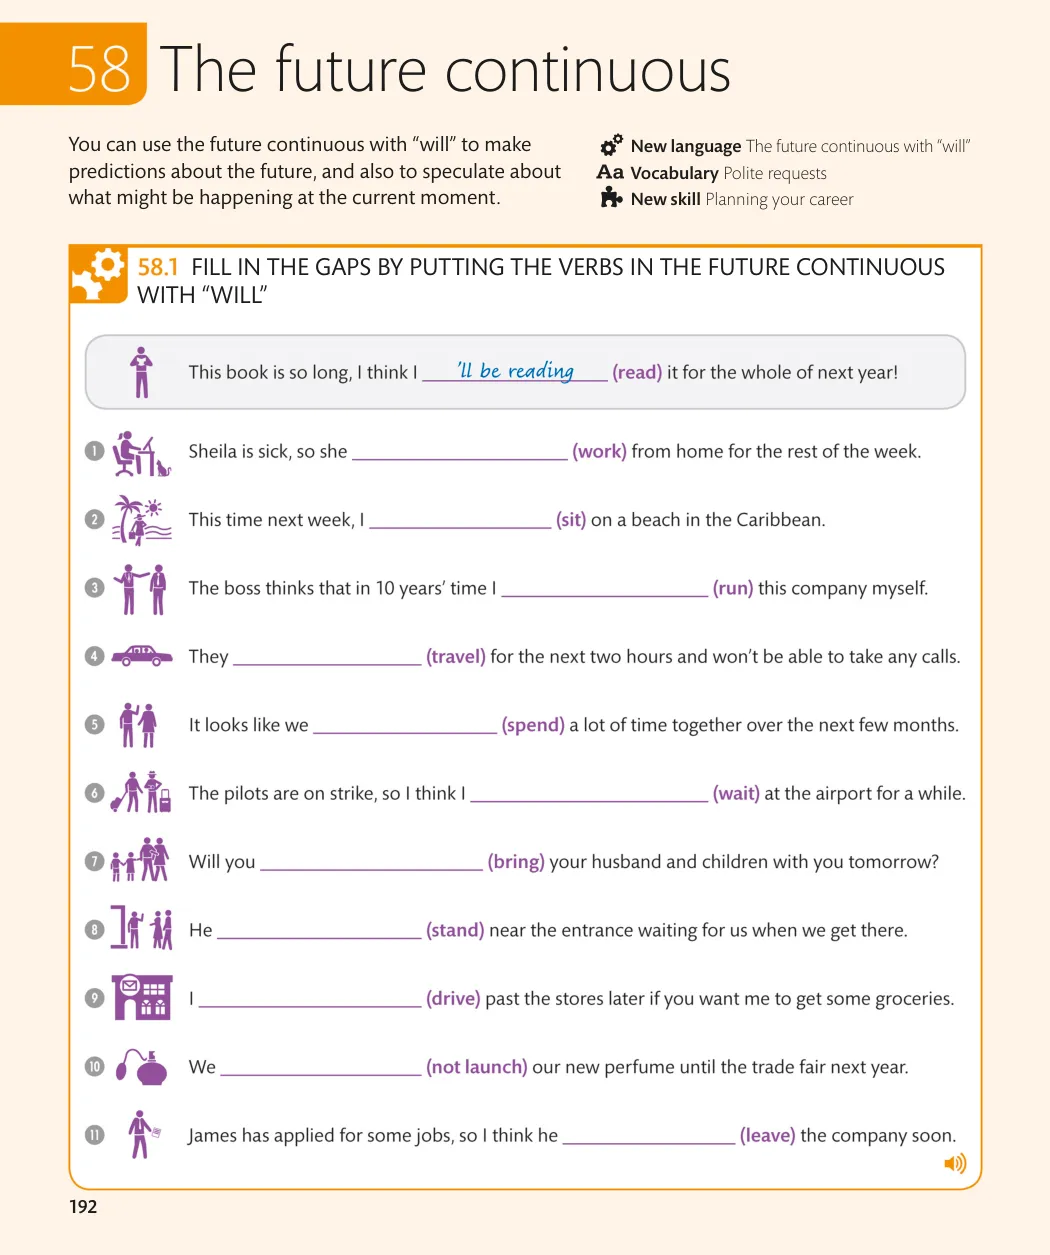 58 The future continuous
You can use the future continuous with “will” to make
predictions about the future, and also to speculate about
what might be happening at the current moment.
New language The future continuous with “will”
Aa Vocabulary Polite requests
New skill Planning your career
58.1 FILL IN THE GAPS BY PUTTING THE VERBS IN THE FUTURE CONTINUOUS
WITH “WILL”
This book is so long, I think I ’ll be reading (read) it for the whole of next year!
1 Sheila is sick, so she ____________________ (work) from home for the rest of the week.
2 This time next week, I ____________________ (sit) on a beach in the Caribbean.
3 The boss thinks that in 10 years’ time I ____________________ (run) this company myself.
4 They ____________________ (travel) for the next two hours and won’t be able to take any calls.
5 It looks like we ____________________ (spend) a lot of time together over the next few months.
6 The pilots are on strike, so I think I ____________________ (wait) at the airport for a while.
7 Will you ____________________ (bring) your husband and children with you tomorrow?
8 He ____________________ (stand) near the entrance waiting for us when we get there.
9 I ____________________ (drive) past the stores later if you want me to get some groceries.
10 We ____________________ (not launch) our new perfume until the trade fair next year.
11 James has applied for some jobs, so I think he ____________________ (leave) the company soon.
192